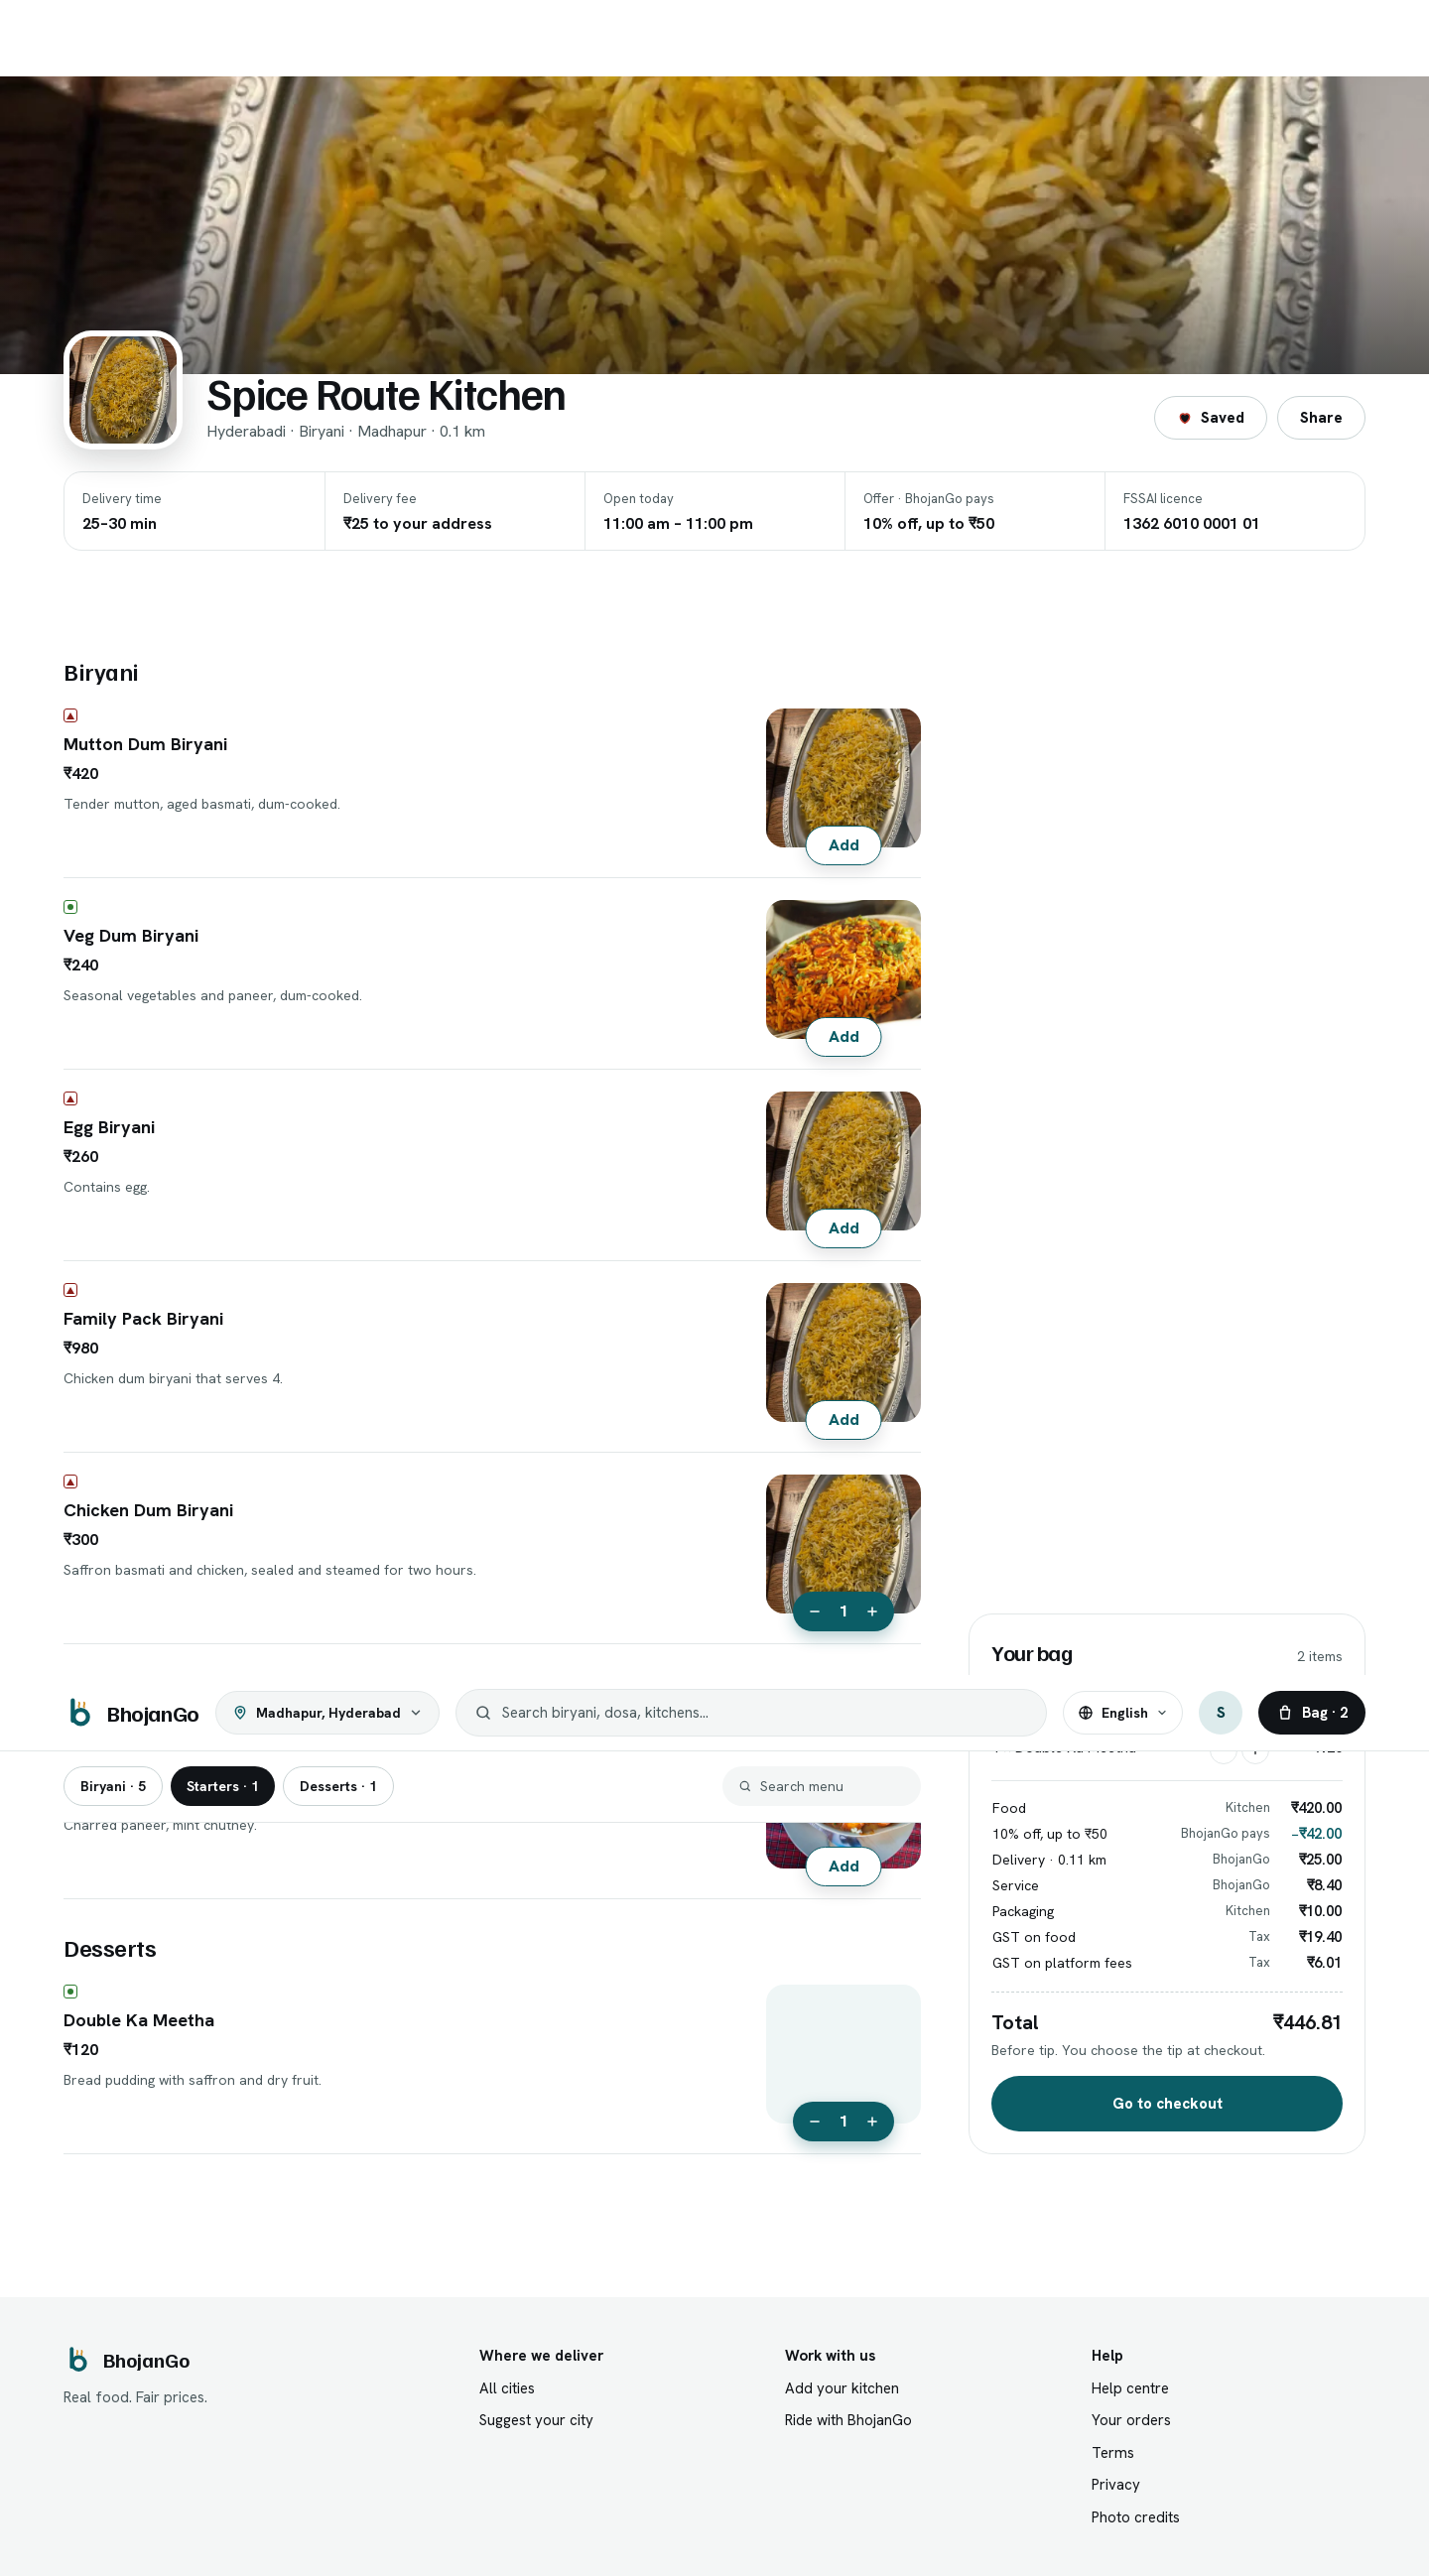 Spice Route Kitchen
Hyderabadi · Biryani · Madhapur · 0.1 km
Saved
Share
Delivery time
25–30 min
Delivery fee
₹25 to your address
Open today
11:00 am – 11:00 pm
Offer · BhojanGo pays
10% off, up to ₹50
FSSAI licence
1362 6010 0001 01
Biryani
Mutton Dum Biryani
₹420
Tender mutton, aged basmati, dum-cooked.
Add
Veg Dum Biryani
₹240
Seasonal vegetables and paneer, dum-cooked.
Add
Egg Biryani
₹260
Contains egg.
Add
Family Pack Biryani
₹980
Chicken dum biryani that serves 4.
Add
Chicken Dum Biryani
₹300
Saffron basmati and chicken, sealed and steamed for two hours.
− 1 +
Your bag
2 items
BhojanGo
Madhapur, Hyderabad
Search biryani, dosa, kitchens...
English
S
Bag · 2
Biryani · 5
Starters · 1
Desserts · 1
Search menu
Charred paneer, mint chutney.
Add
Food Kitchen ₹420.00
10% off, up to ₹50 BhojanGo pays −₹42.00
Delivery · 0.11 km BhojanGo ₹25.00
Service BhojanGo ₹8.40
Packaging Kitchen ₹10.00
GST on food Tax ₹19.40
GST on platform fees Tax ₹6.01
Total ₹446.81
Before tip. You choose the tip at checkout.
Go to checkout
Desserts
Double Ka Meetha
₹120
Bread pudding with saffron and dry fruit.
− 1 +
BhojanGo
Real food. Fair prices.
Where we deliver
All cities
Suggest your city
Work with us
Add your kitchen
Ride with BhojanGo
Help
Help centre
Your orders
Terms
Privacy
Photo credits